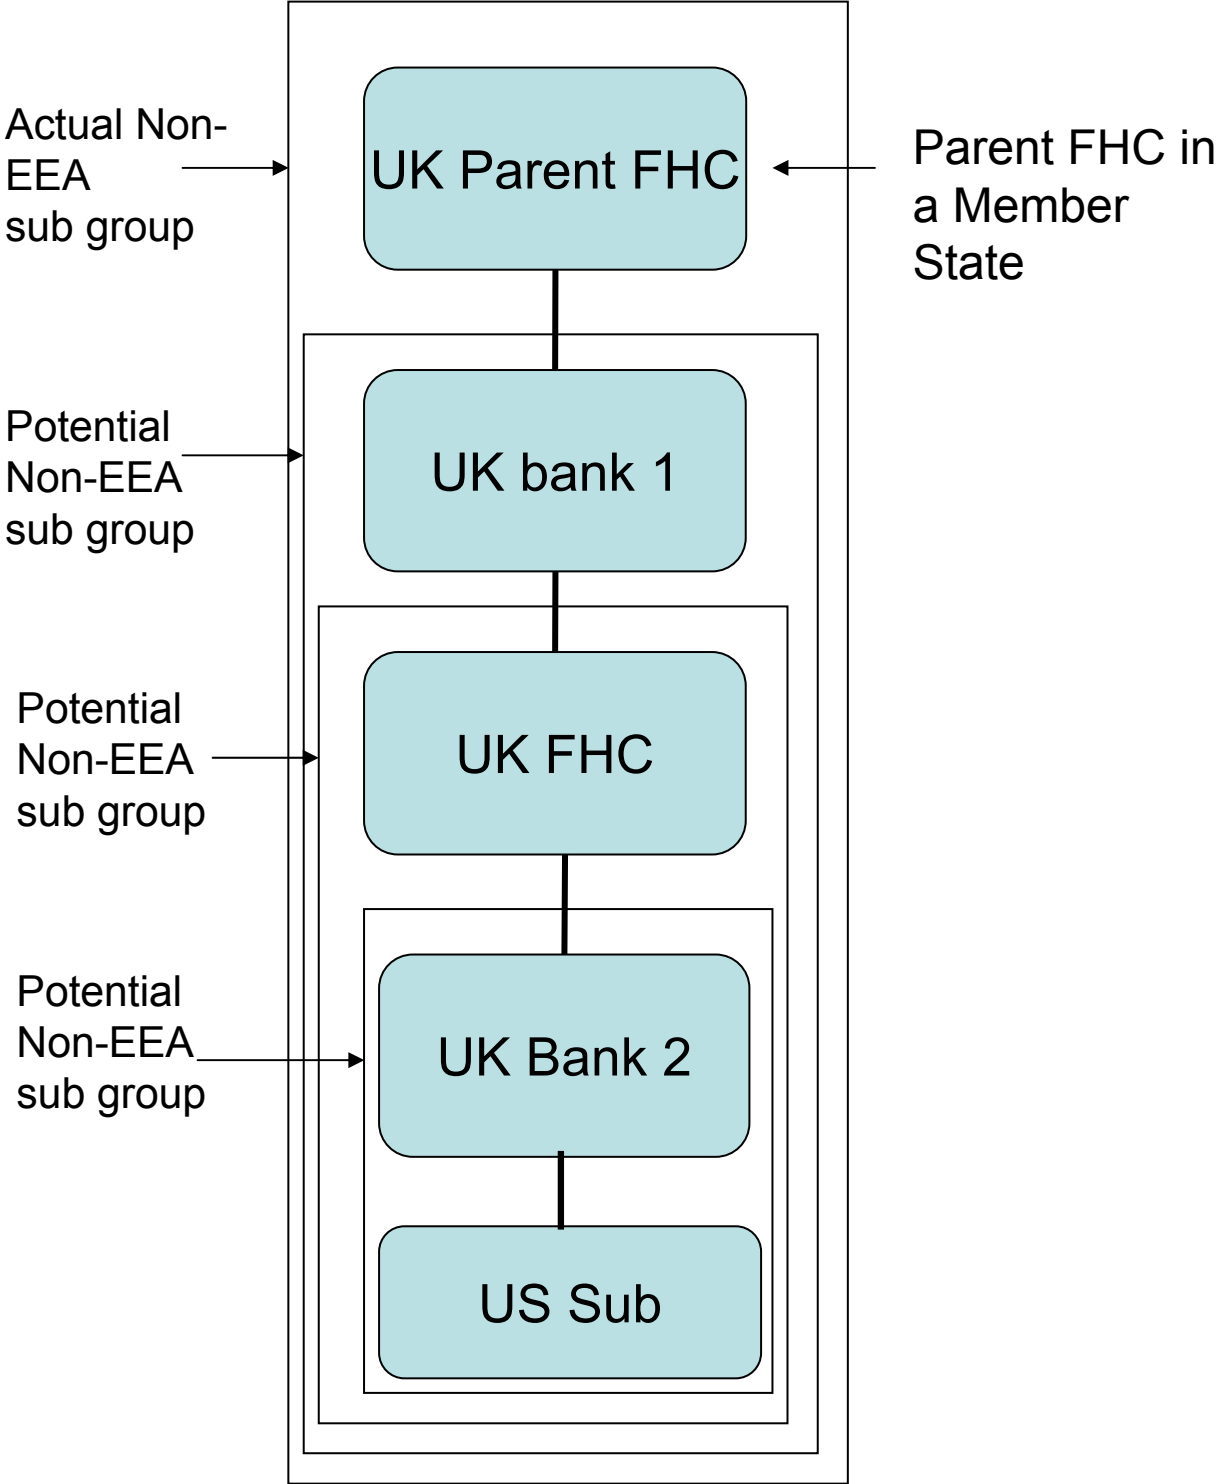 Actual Non-
EEA
sub group
UK Parent FHC
Parent FHC in
a Member
State
Potential
Non-EEA
sub group
UK bank 1
Potential
Non-EEA
sub group
UK FHC
Potential
Non-EEA
sub group
UK Bank 2
US Sub